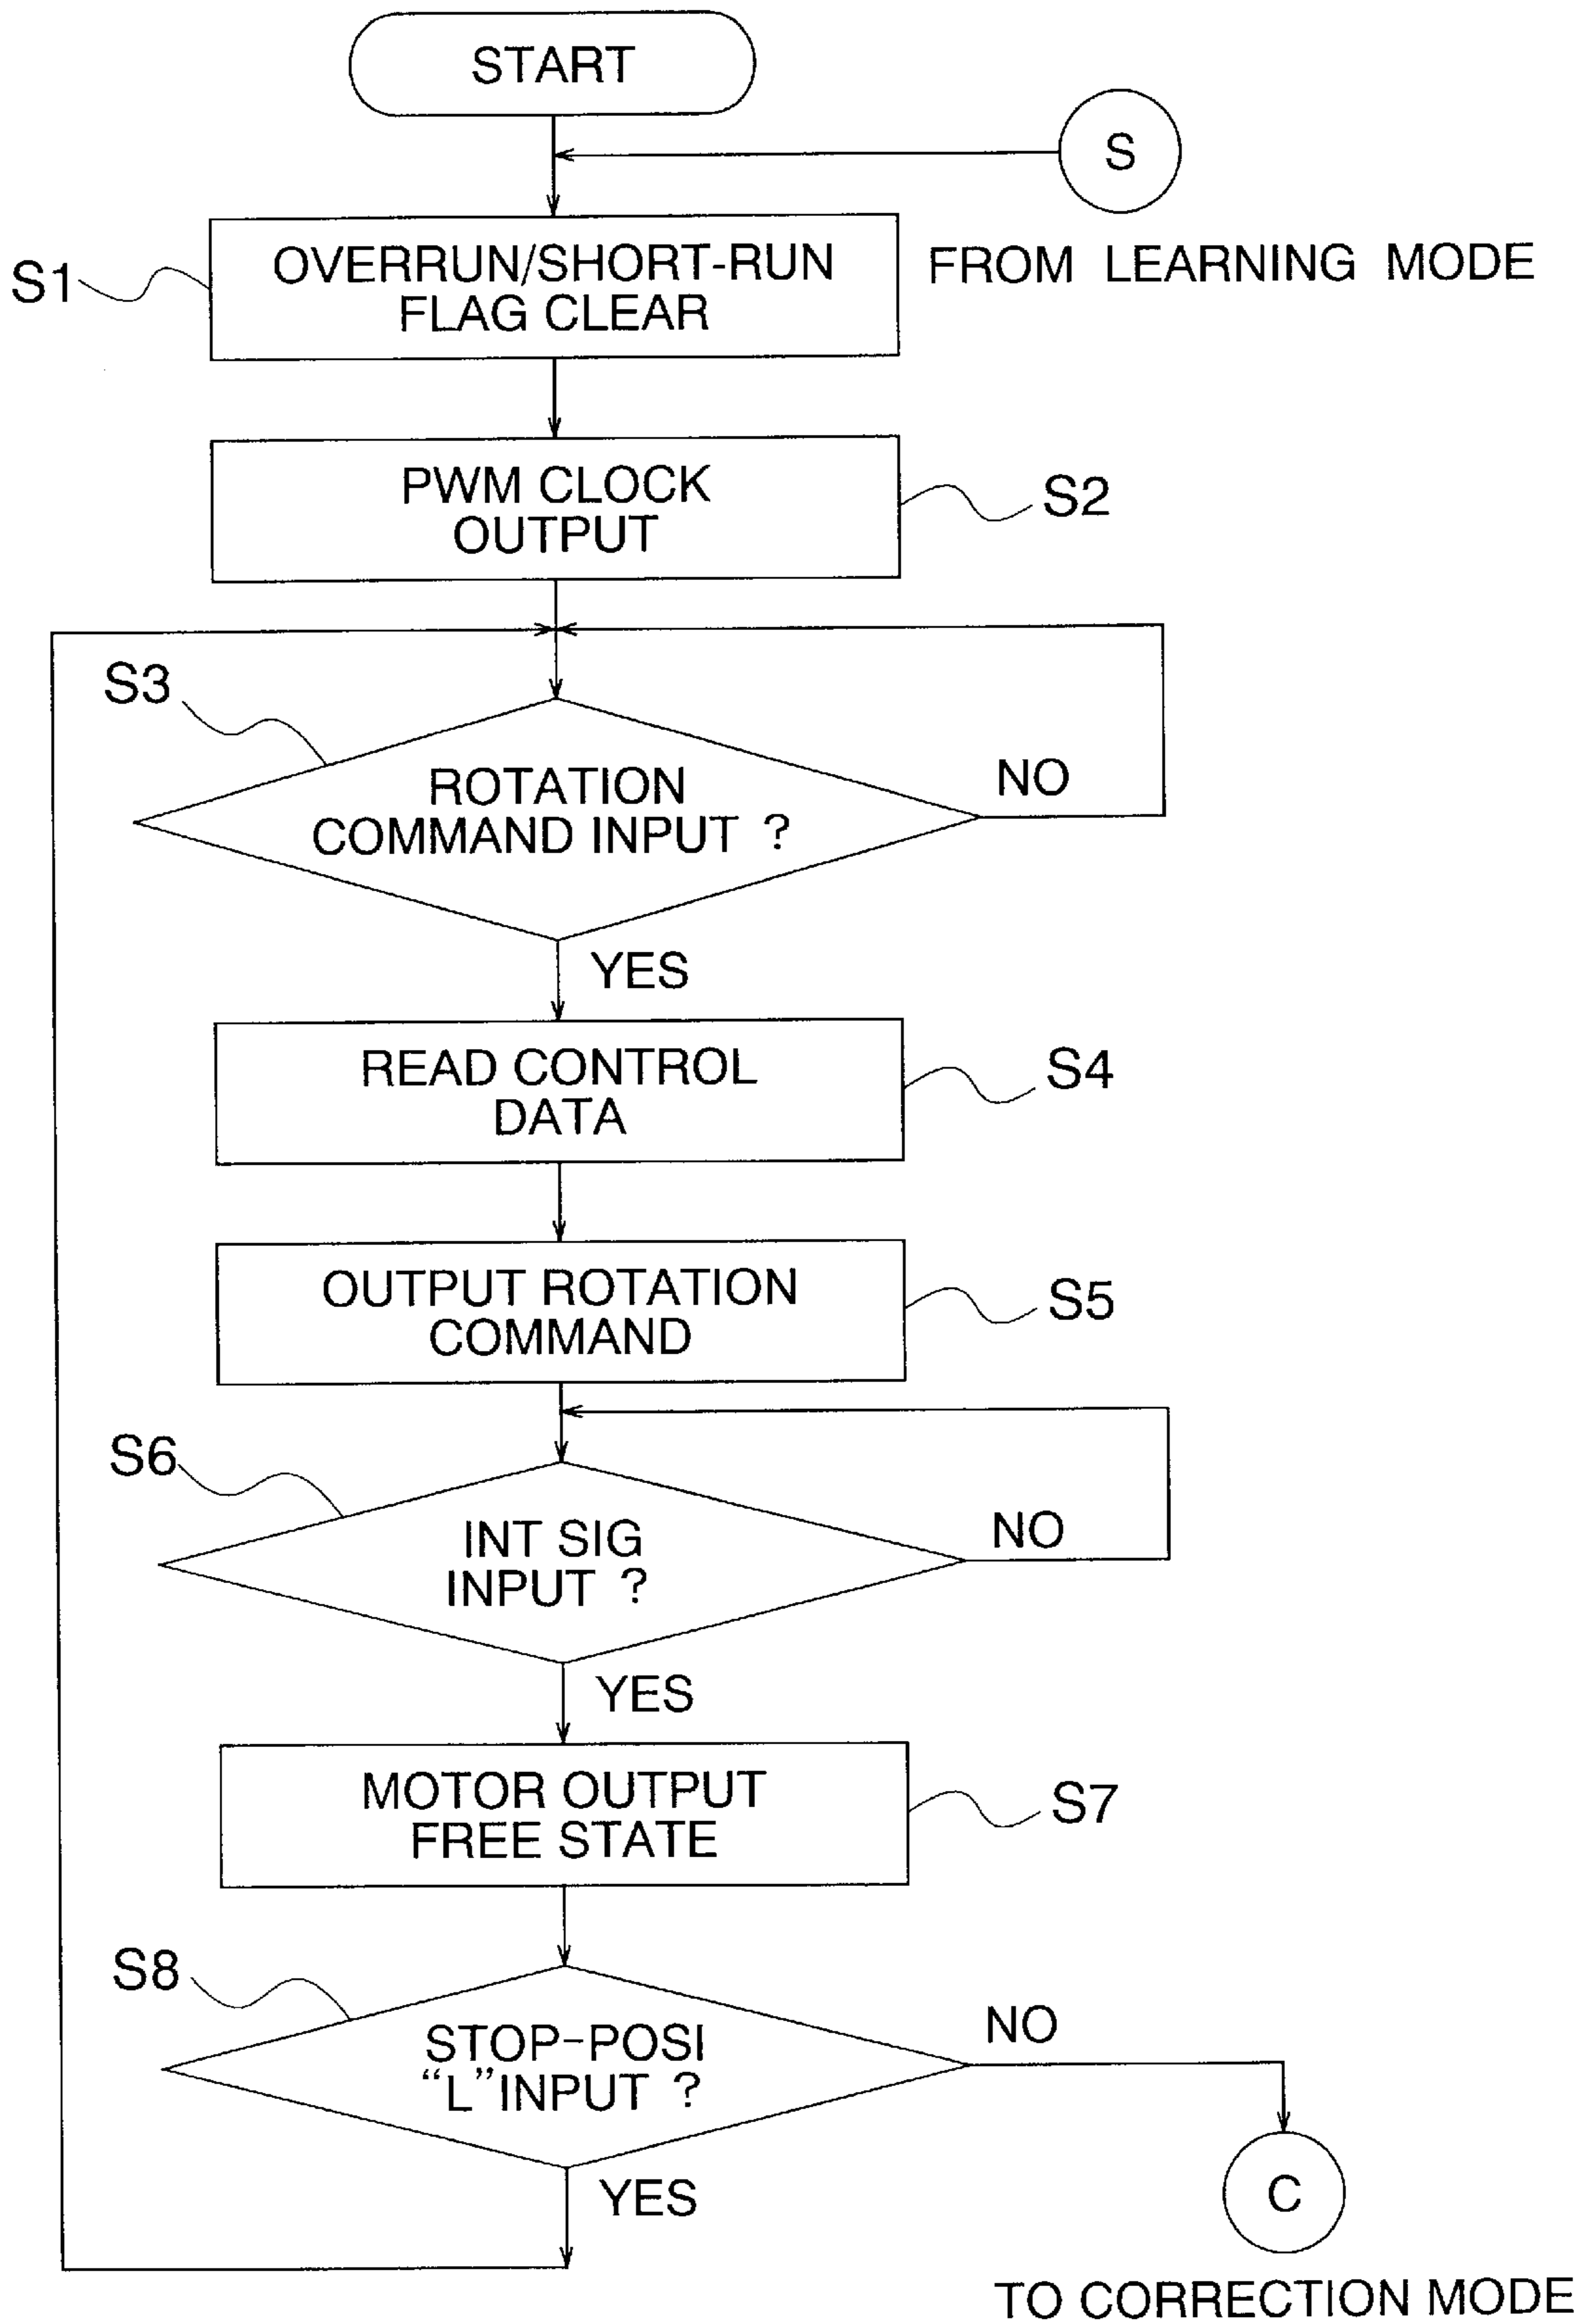 START
S
S1
OVERRUN/SHORT-RUN
FLAG CLEAR
FROM LEARNING MODE
PWM CLOCK
OUTPUT
S2
S3
ROTATION
COMMAND INPUT ?
NO
YES
READ CONTROL
DATA
S4
OUTPUT ROTATION
COMMAND
S5
S6
INT SIG
INPUT ?
NO
YES
MOTOR OUTPUT
FREE STATE
S7
S8
STOP-POSI
“L” INPUT ?
NO
YES
C
TO CORRECTION MODE